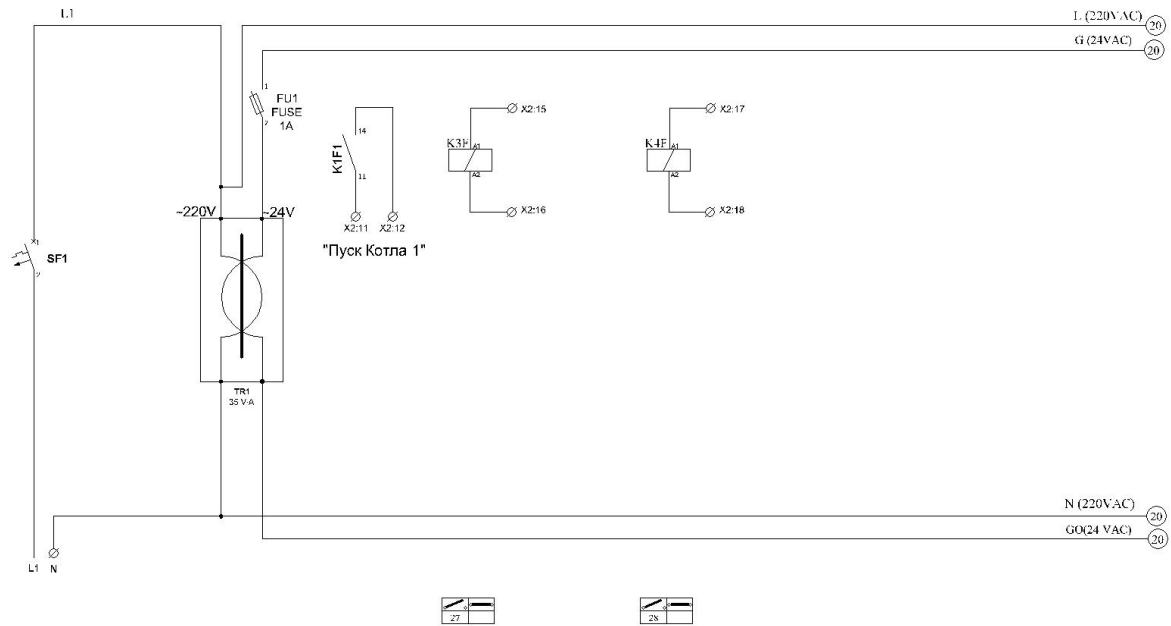 L1
L (220VAC)
20
G (24VAC)
20
1
FU1
FUSE
1A
2
14
K1F1
11
X2:11
X2:12
"Пуск Котла 1"
X2:15
K3F
A1
A2
X2:16
X2:17
K4F
A1
A2
X2:18
~220V
~24V
1
SF1
2
TR1
35 V·A
N (220VAC)
20
GO(24 VAC)
20
L1
N
27
28